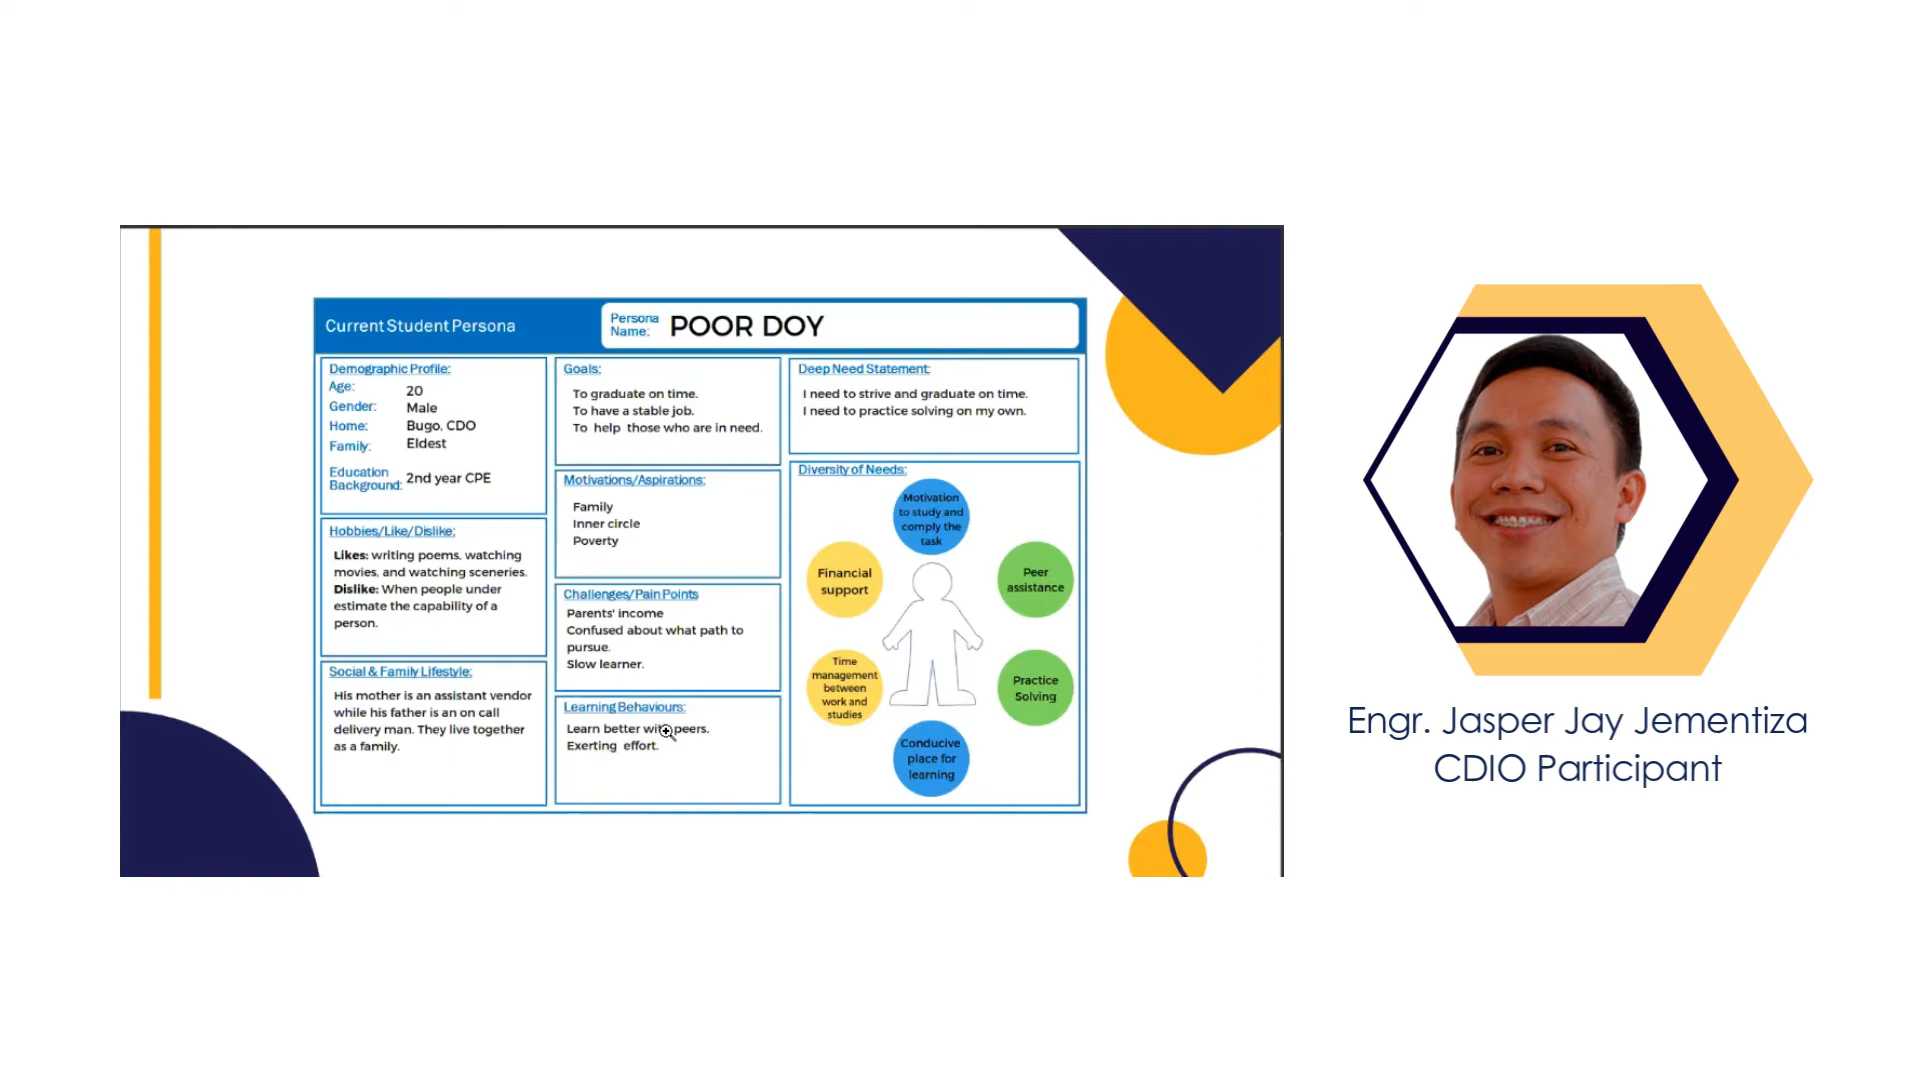 Current Student Persona
Persona
Name:
POOR DOY
Demographic Profile:
Age:
20
Gender:
Male
Home:
Bugo, CDO
Family:
Eldest
Education
Background:
2nd year CPE
Hobbies/Like/Dislike:
Likes: writing poems, watching
movies, and watching sceneries.
Dislike: When people under
estimate the capability of a
person.
Social & Family Lifestyle:
His mother is an assistant vendor
while his father is an on call
delivery man. They live together
as a family.
Goals:
To graduate on time.
To have a stable job.
To help those who are in need.
Motivations/Aspirations:
Family
Inner circle
Poverty
Challenges/Pain Points
Parents' income
Confused about what path to
pursue.
Slow learner.
Learning Behaviours:
Learn better with peers.
Exerting effort.
Deep Need Statement:
I need to strive and graduate on time.
I need to practice solving on my own.
Diversity of Needs:
Motivation
to study and
comply the
task
Financial
support
Peer
assistance
Time
management
between
work and
studies
Practice
Solving
Conducive
place for
learning
Engr. Jasper Jay Jementiza
CDIO Participant